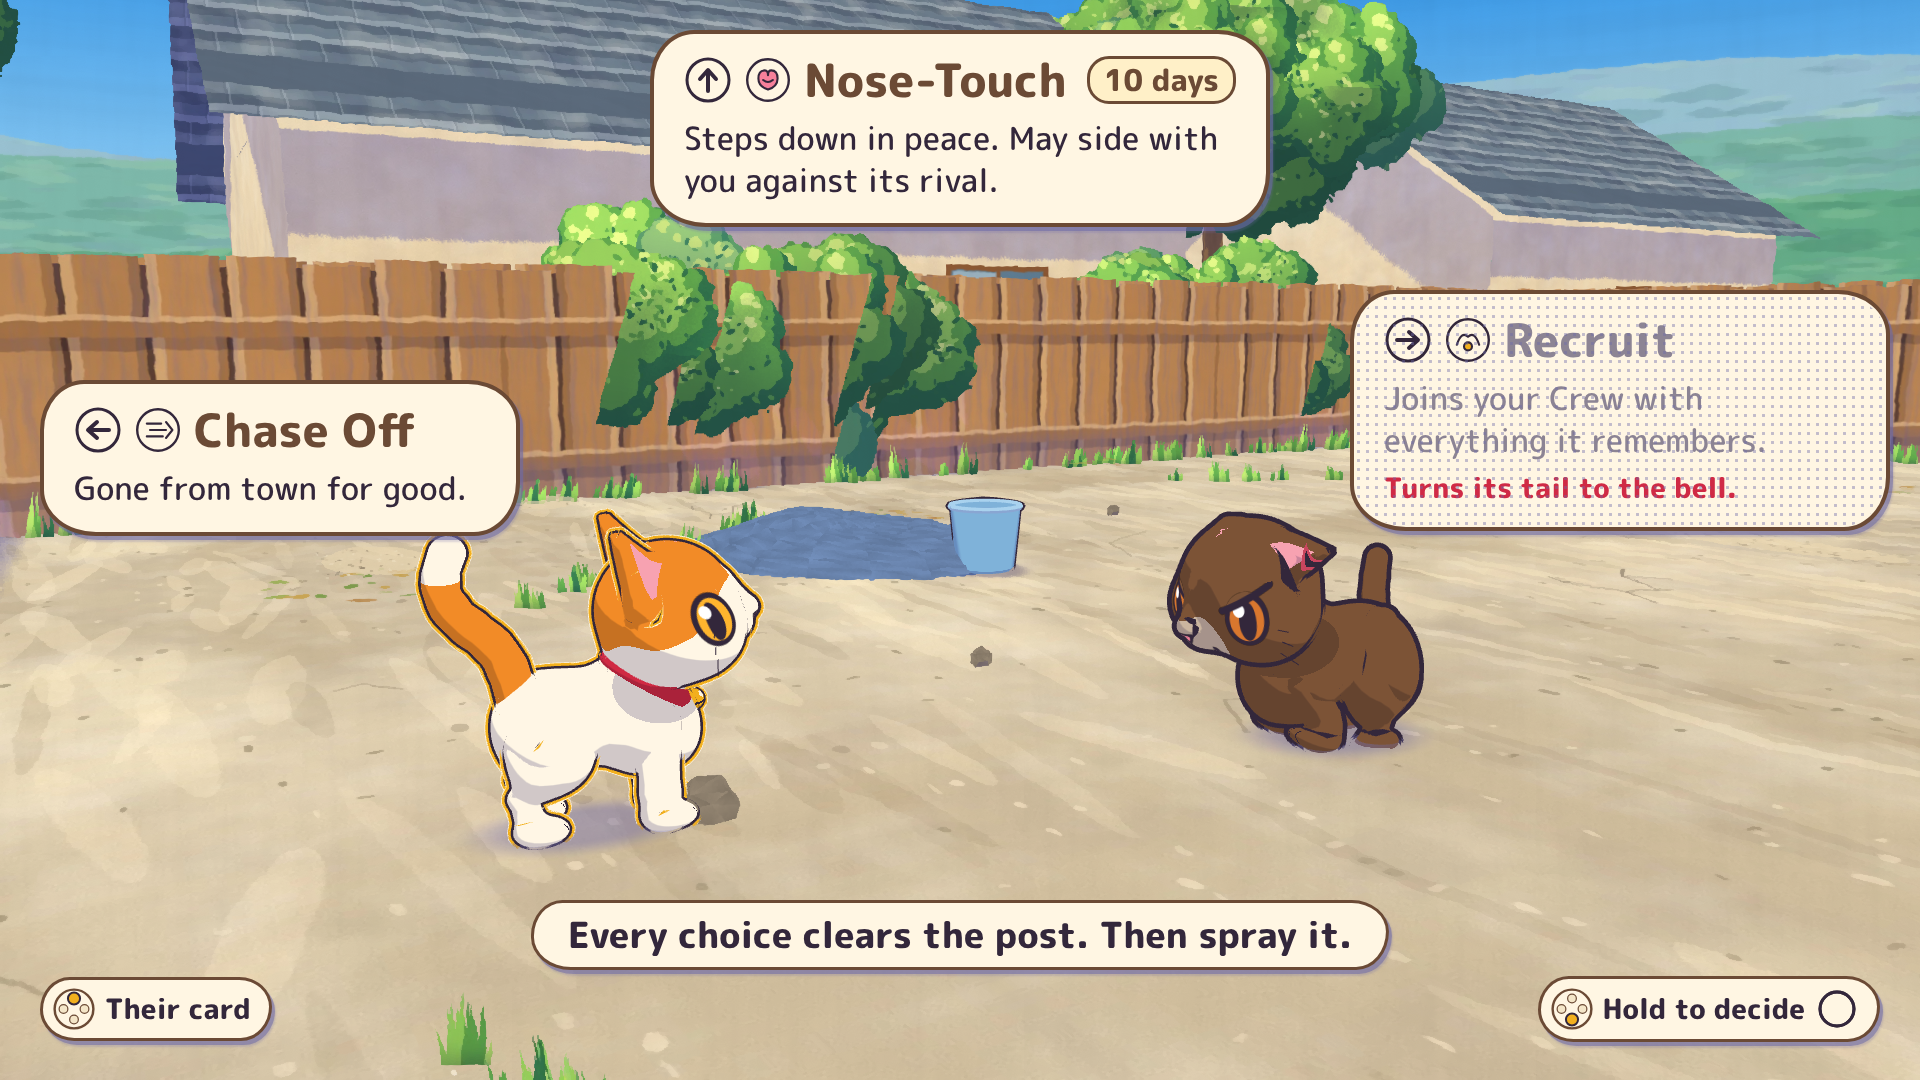 Nose-Touch 10 days
Steps down in peace. May side with
you against its rival.
Recruit
Joins your Crew with
everything it remembers.
Turns its tail to the bell.
Chase Off
Gone from town for good.
Every choice clears the post. Then spray it.
Their card
Hold to decide